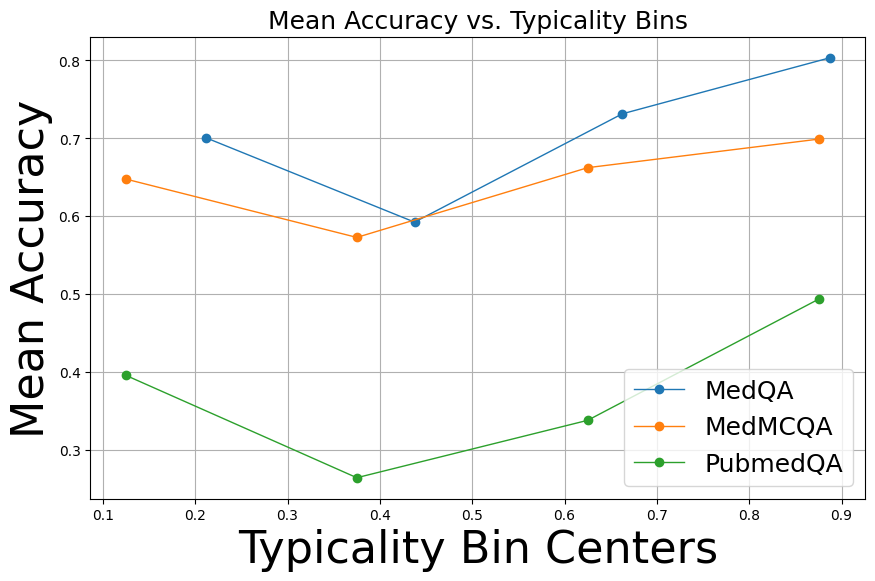 Mean Accuracy vs. Typicality Bins
Mean Accuracy
0.8
0.7
0.6
0.5
0.4
0.3
0.1 0.2 0.3 0.4 0.5 0.6 0.7 0.8 0.9
Typicality Bin Centers
MedQA
MedMCQA
PubmedQA